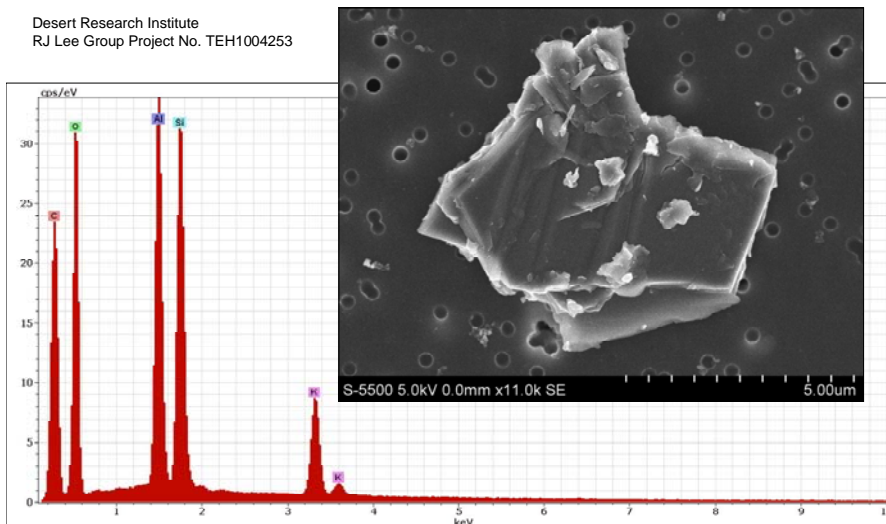 Desert Research Institute
RJ Lee Group Project No. TEH1004253
cps/eV
30
25
20
15
10
5
0
C
O
Al
Si
K
K
1
2
3
4
5
6
7
8
9
keV
S-5500 5.0kV 0.0mm x11.0k SE 5.00um